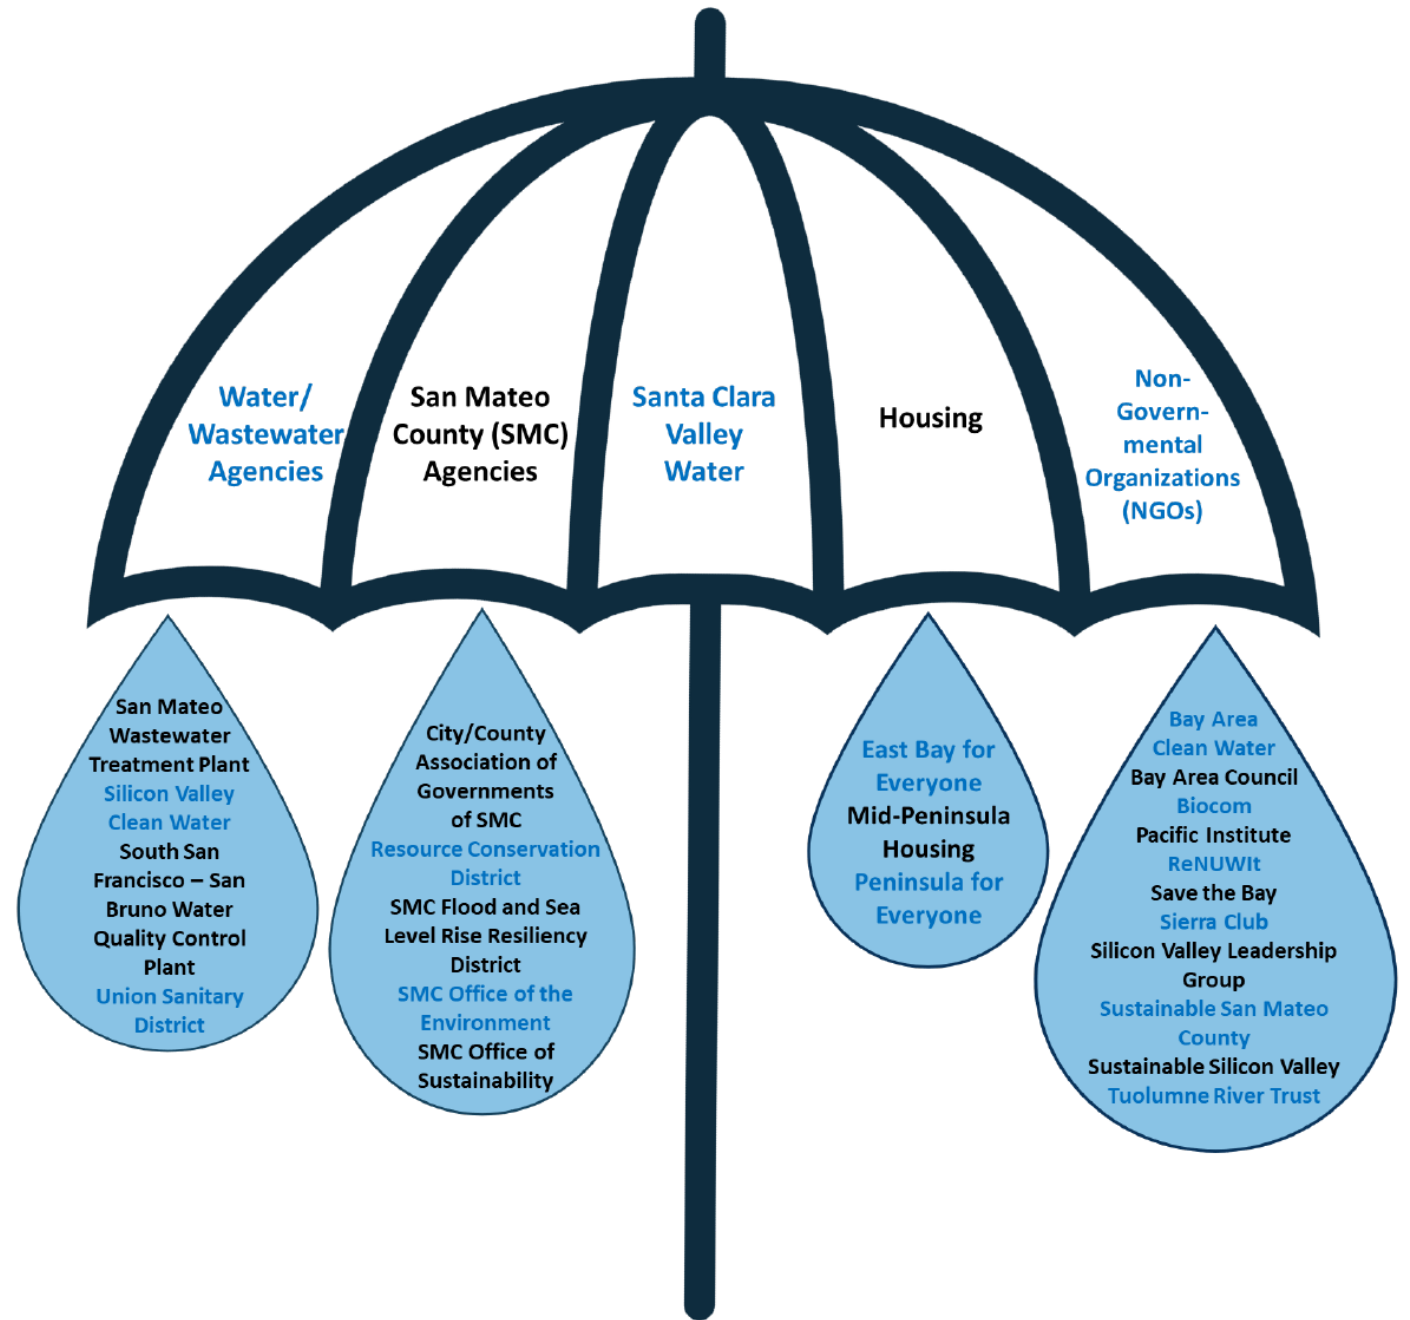 Water/
Wastewater
Agencies
San Mateo
County (SMC)
Agencies
Santa Clara
Valley
Water
Housing
Non-
Govern-
mental
Organizations
(NGOs)
San Mateo
Wastewater
Treatment Plant
Silicon Valley
Clean Water
South San
Francisco – San
Bruno Water
Quality Control
Plant
Union Sanitary
District
City/County
Association of
Governments
of SMC
Resource Conservation
District
SMC Flood and Sea
Level Rise Resiliency
District
SMC Office of the
Environment
SMC Office of
Sustainability
East Bay for
Everyone
Mid-Peninsula
Housing
Peninsula for
Everyone
Bay Area
Clean Water
Bay Area Council
Biocom
Pacific Institute
ReNUWIt
Save the Bay
Sierra Club
Silicon Valley Leadership
Group
Sustainable San Mateo
County
Sustainable Silicon Valley
Tuolumne River Trust